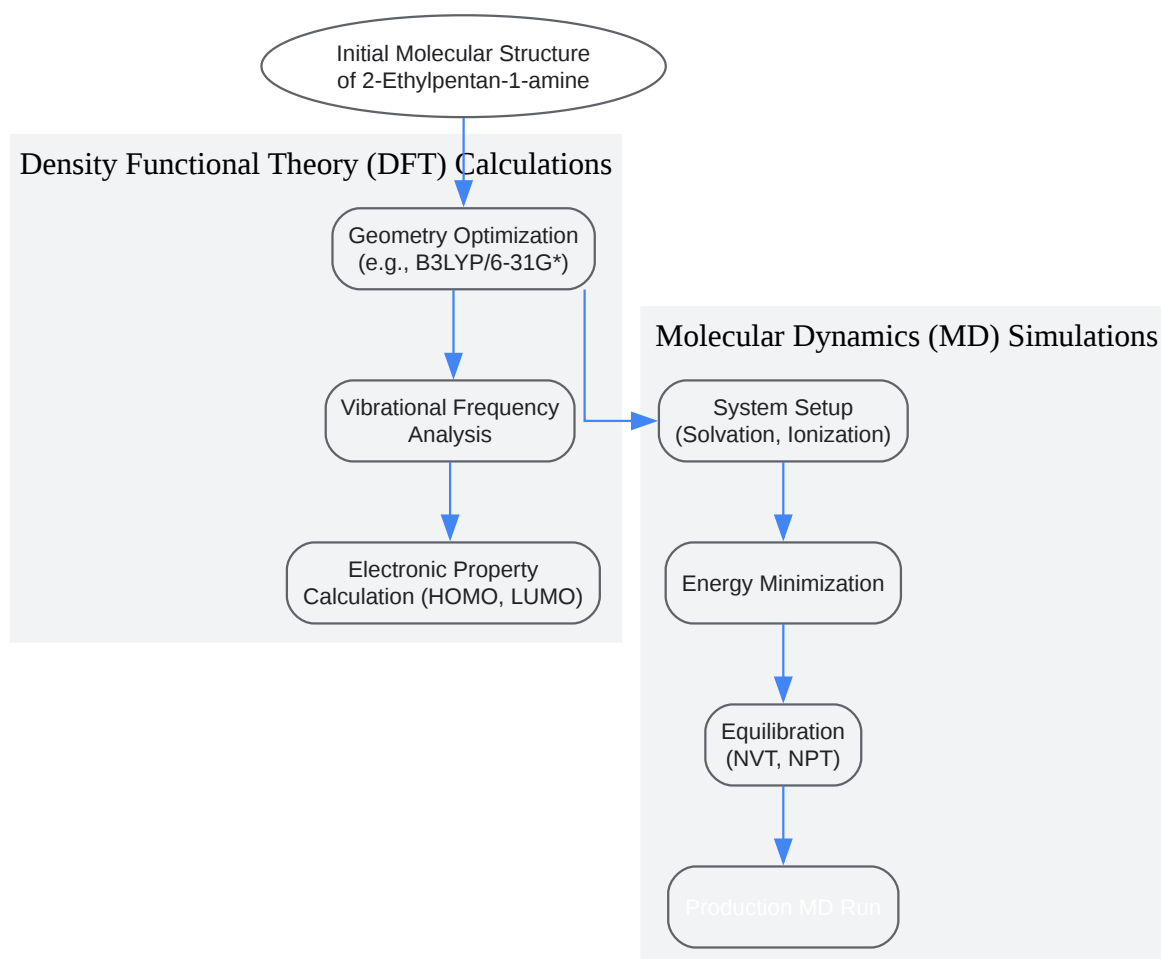 Initial Molecular Structure
of 2-Ethylpentan-1-amine
Density Functional Theory (DFT) Calculations
Geometry Optimization
(e.g., B3LYP/6-31G*)
Molecular Dynamics (MD) Simulations
Vibrational Frequency
Analysis
System Setup
(Solvation, Ionization)
Electronic Property
Calculation (HOMO, LUMO)
Energy Minimization
Equilibration
(NVT, NPT)
Production MD Run